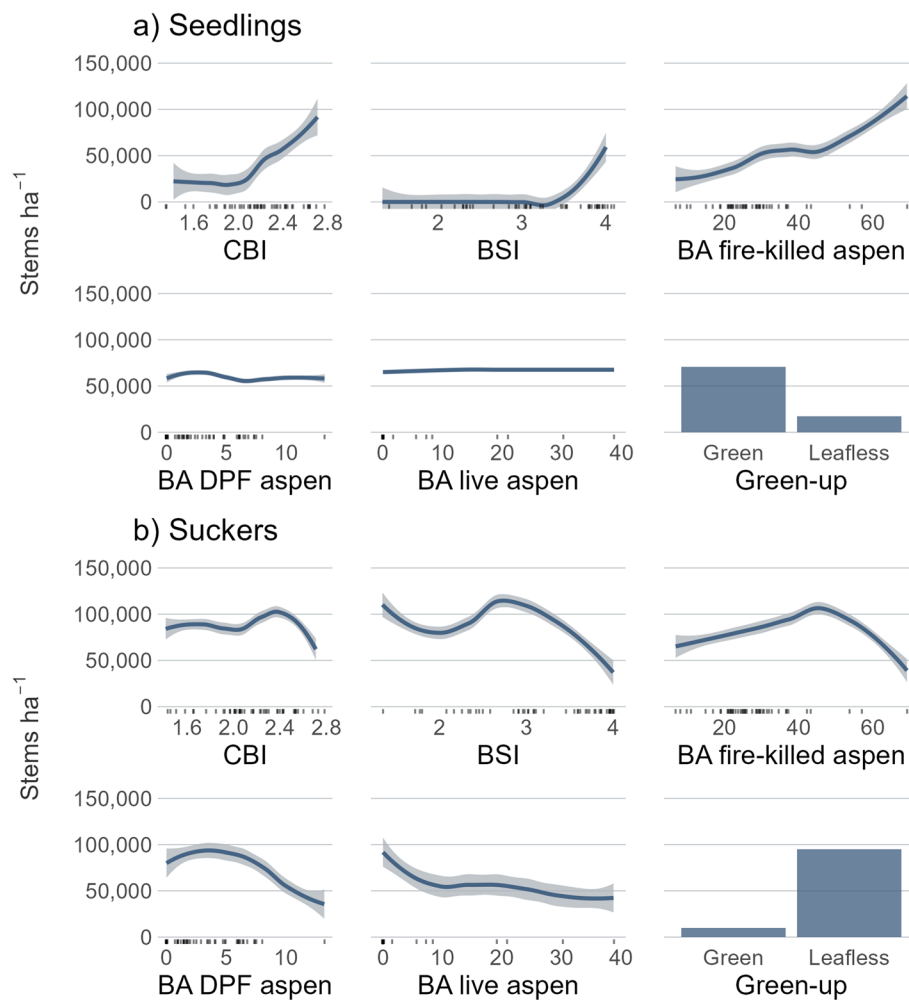 a) Seedlings
150,000
100,000
50,000
0
1.6 2.0 2.4 2.8
2 3 4
20 40 60
CBI
BSI
BA fire-killed aspen
Stems ha⁻¹
150,000
100,000
50,000
0
0 5 10
0 10 20 30 40
Green Leafless
BA DPF aspen
BA live aspen
Green-up
b) Suckers
150,000
100,000
50,000
0
1.6 2.0 2.4 2.8
2 3 4
20 40 60
CBI
BSI
BA fire-killed aspen
Stems ha⁻¹
150,000
100,000
50,000
0
0 5 10
0 10 20 30 40
Green Leafless
BA DPF aspen
BA live aspen
Green-up